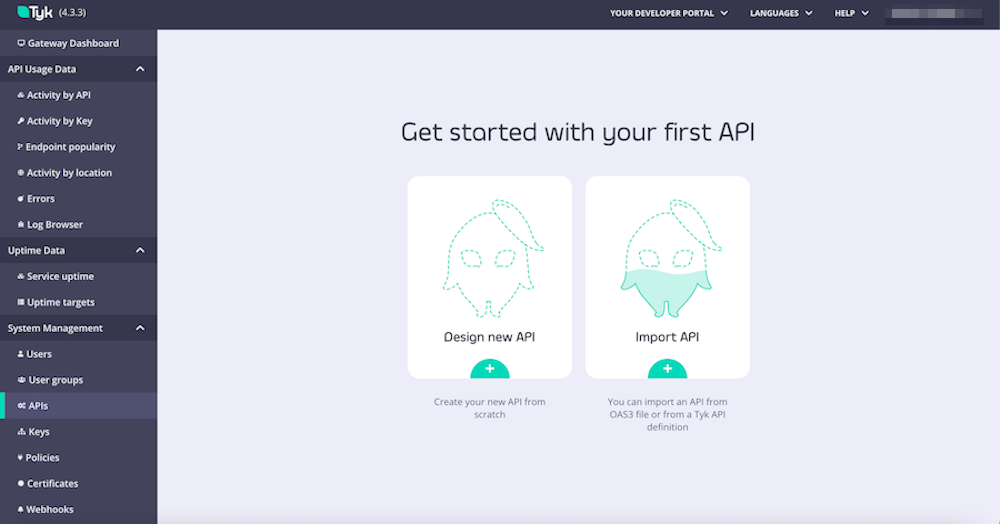 Tyk (4.3.3)
YOUR DEVELOPER PORTAL
LANGUAGES
HELP
Gateway Dashboard
API Usage Data
Activity by API
Activity by Key
Endpoint popularity
Activity by location
Errors
Log Browser
Uptime Data
Service uptime
Uptime targets
System Management
Users
User groups
APIs
Keys
Policies
Certificates
Webhooks
Get started with your first API
Design new API
+
Create your new API from
scratch
Import API
+
You can import an API from
OAS3 file or from a Tyk API
definition